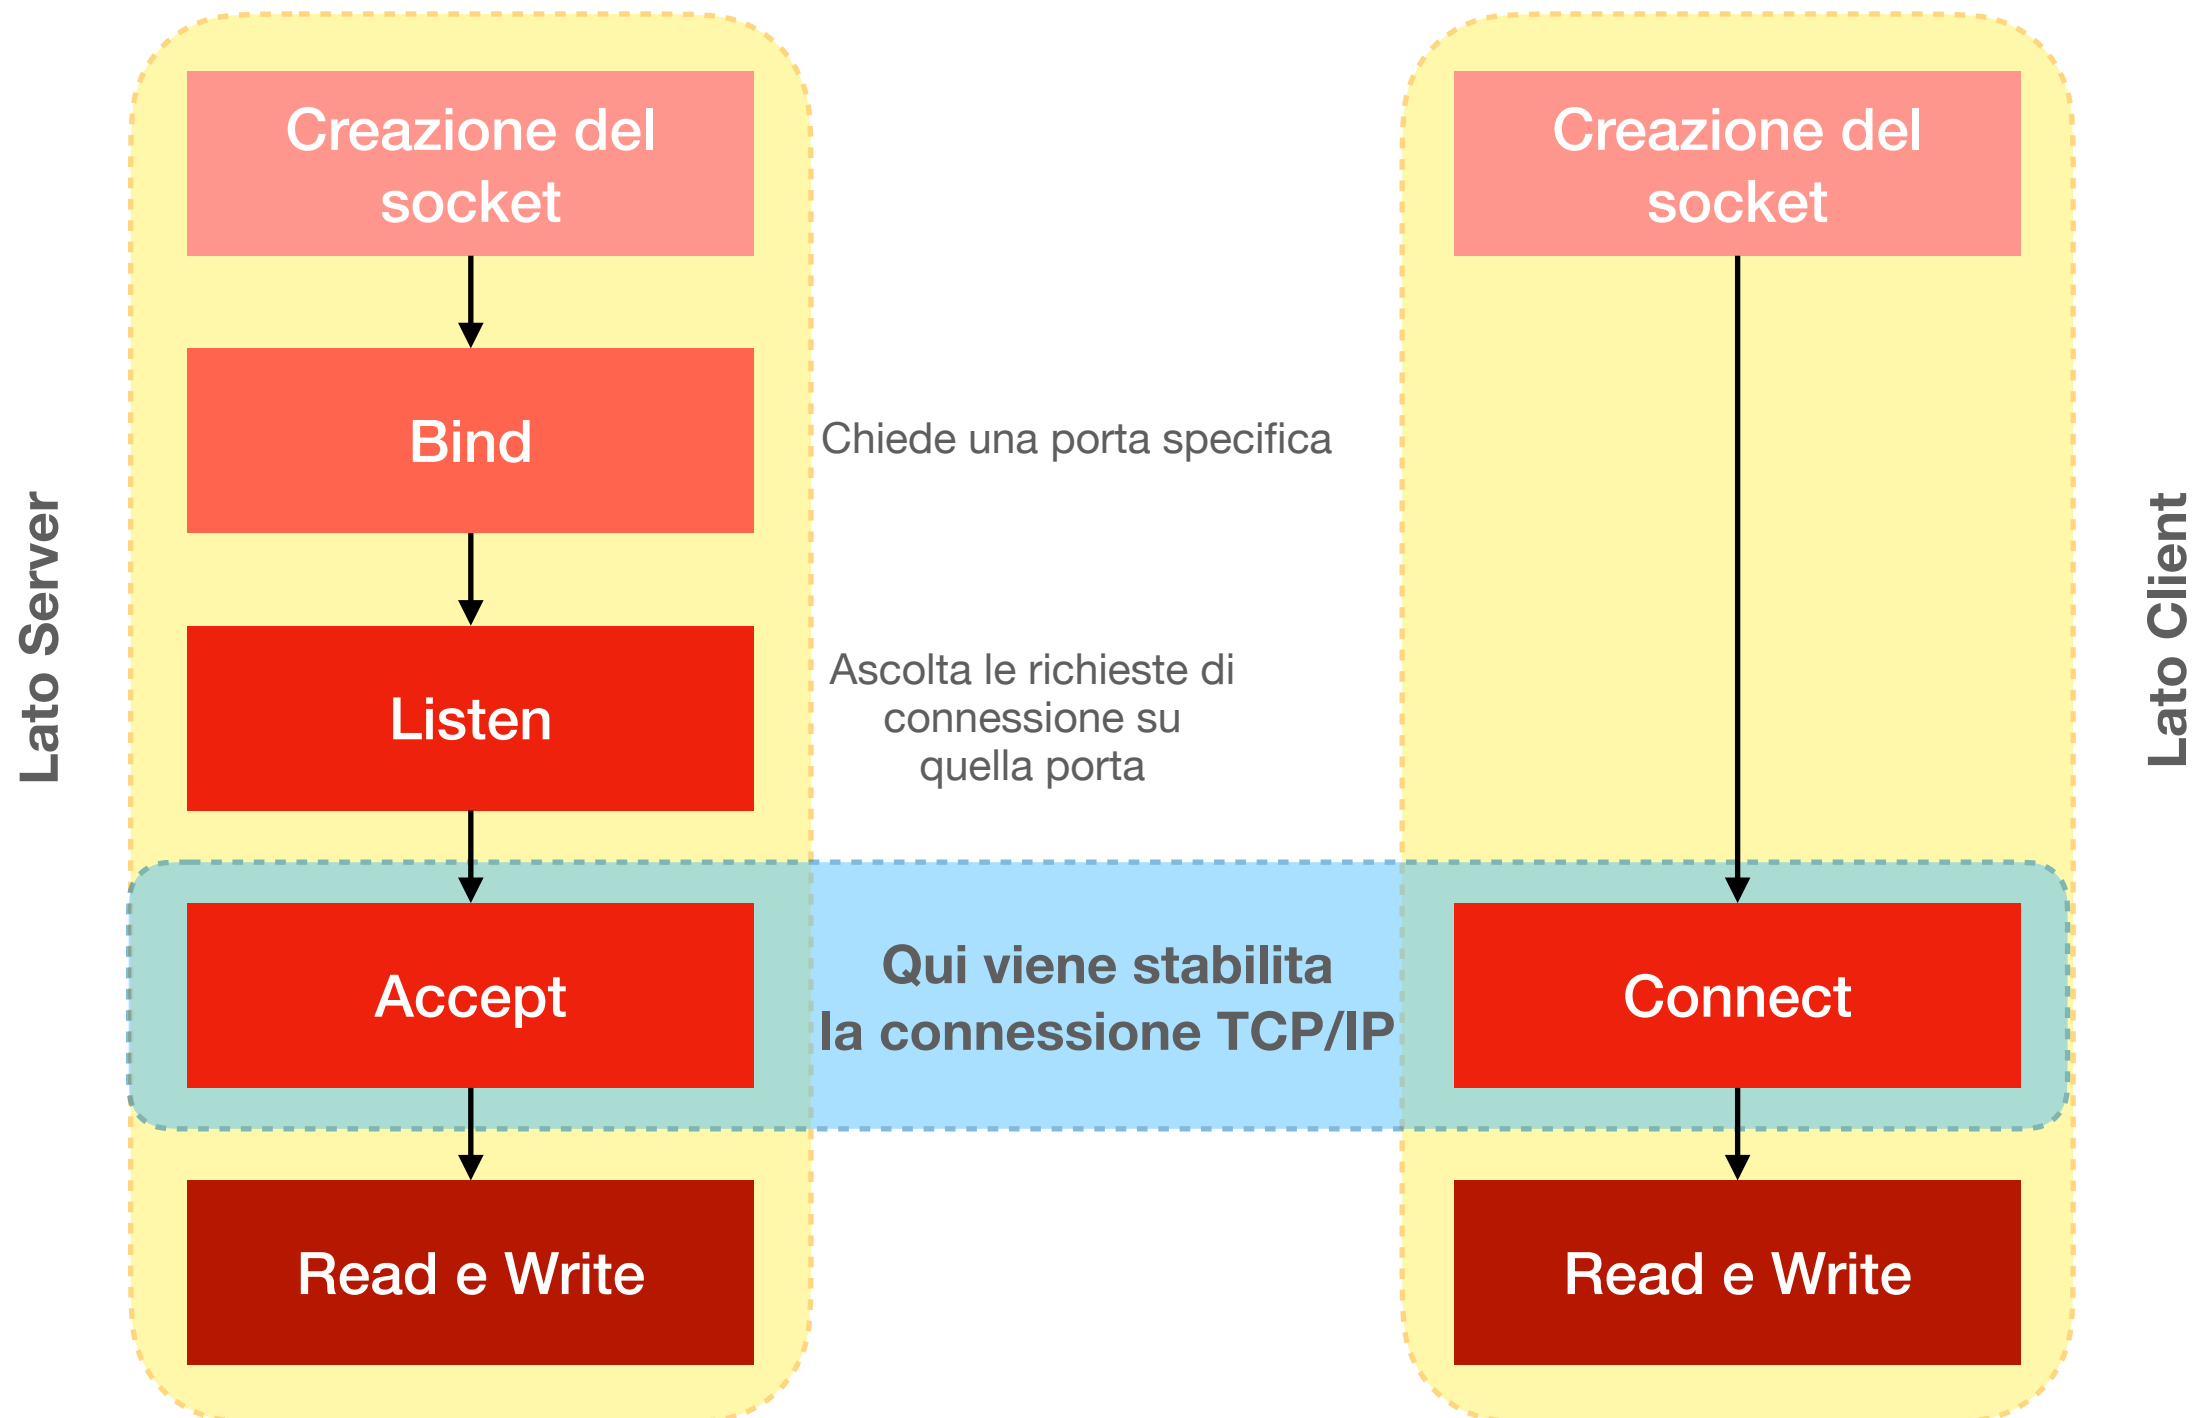 Creazione del
socket
Creazione del
socket
Bind
Chiede una porta specifica
Lato Server
Lato Client
Listen
Ascolta le richieste di
connessione su
quella porta
Accept
Qui viene stabilita
la connessione TCP/IP
Connect
Read e Write
Read e Write